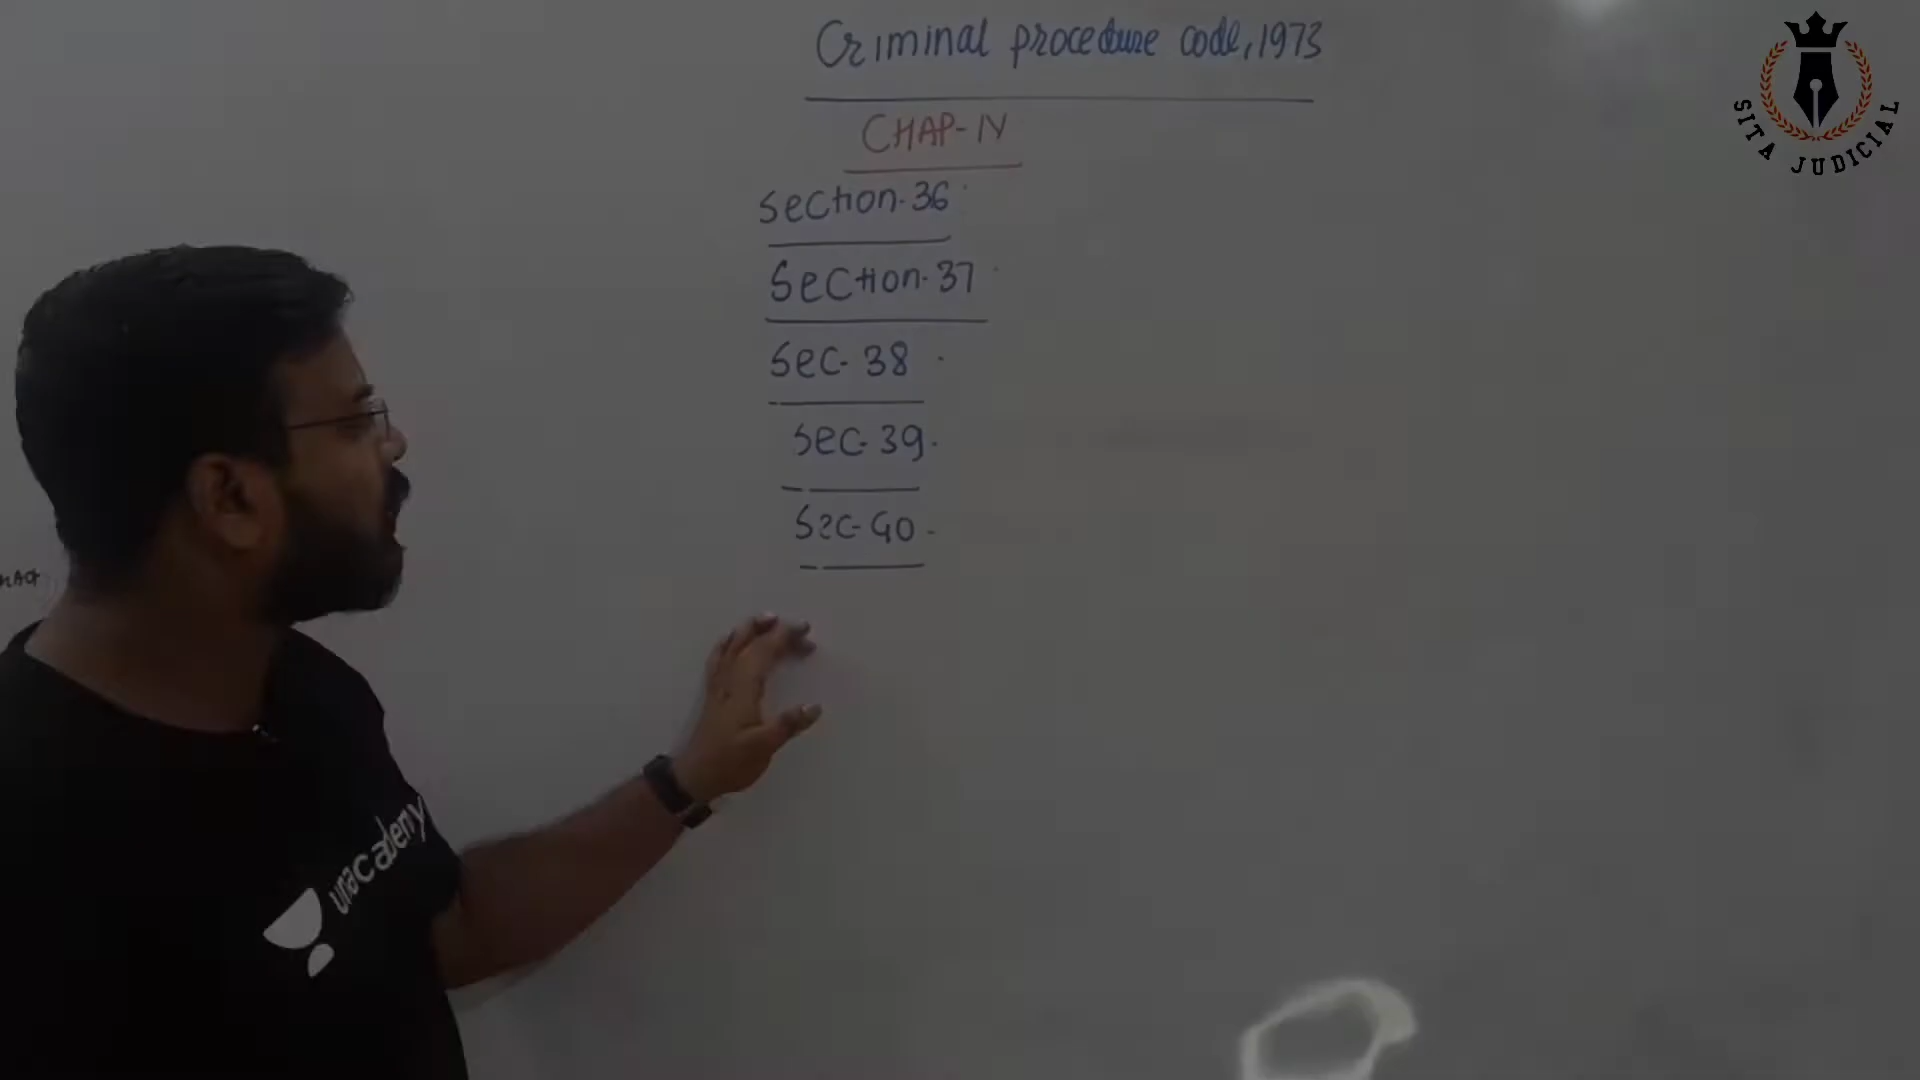 Criminal procedure code, 1973
CHAP-IV
Section-36
Section-37
Sec-38
Sec-39.
Sec-40-
unacademy
SITA JUDICIAL